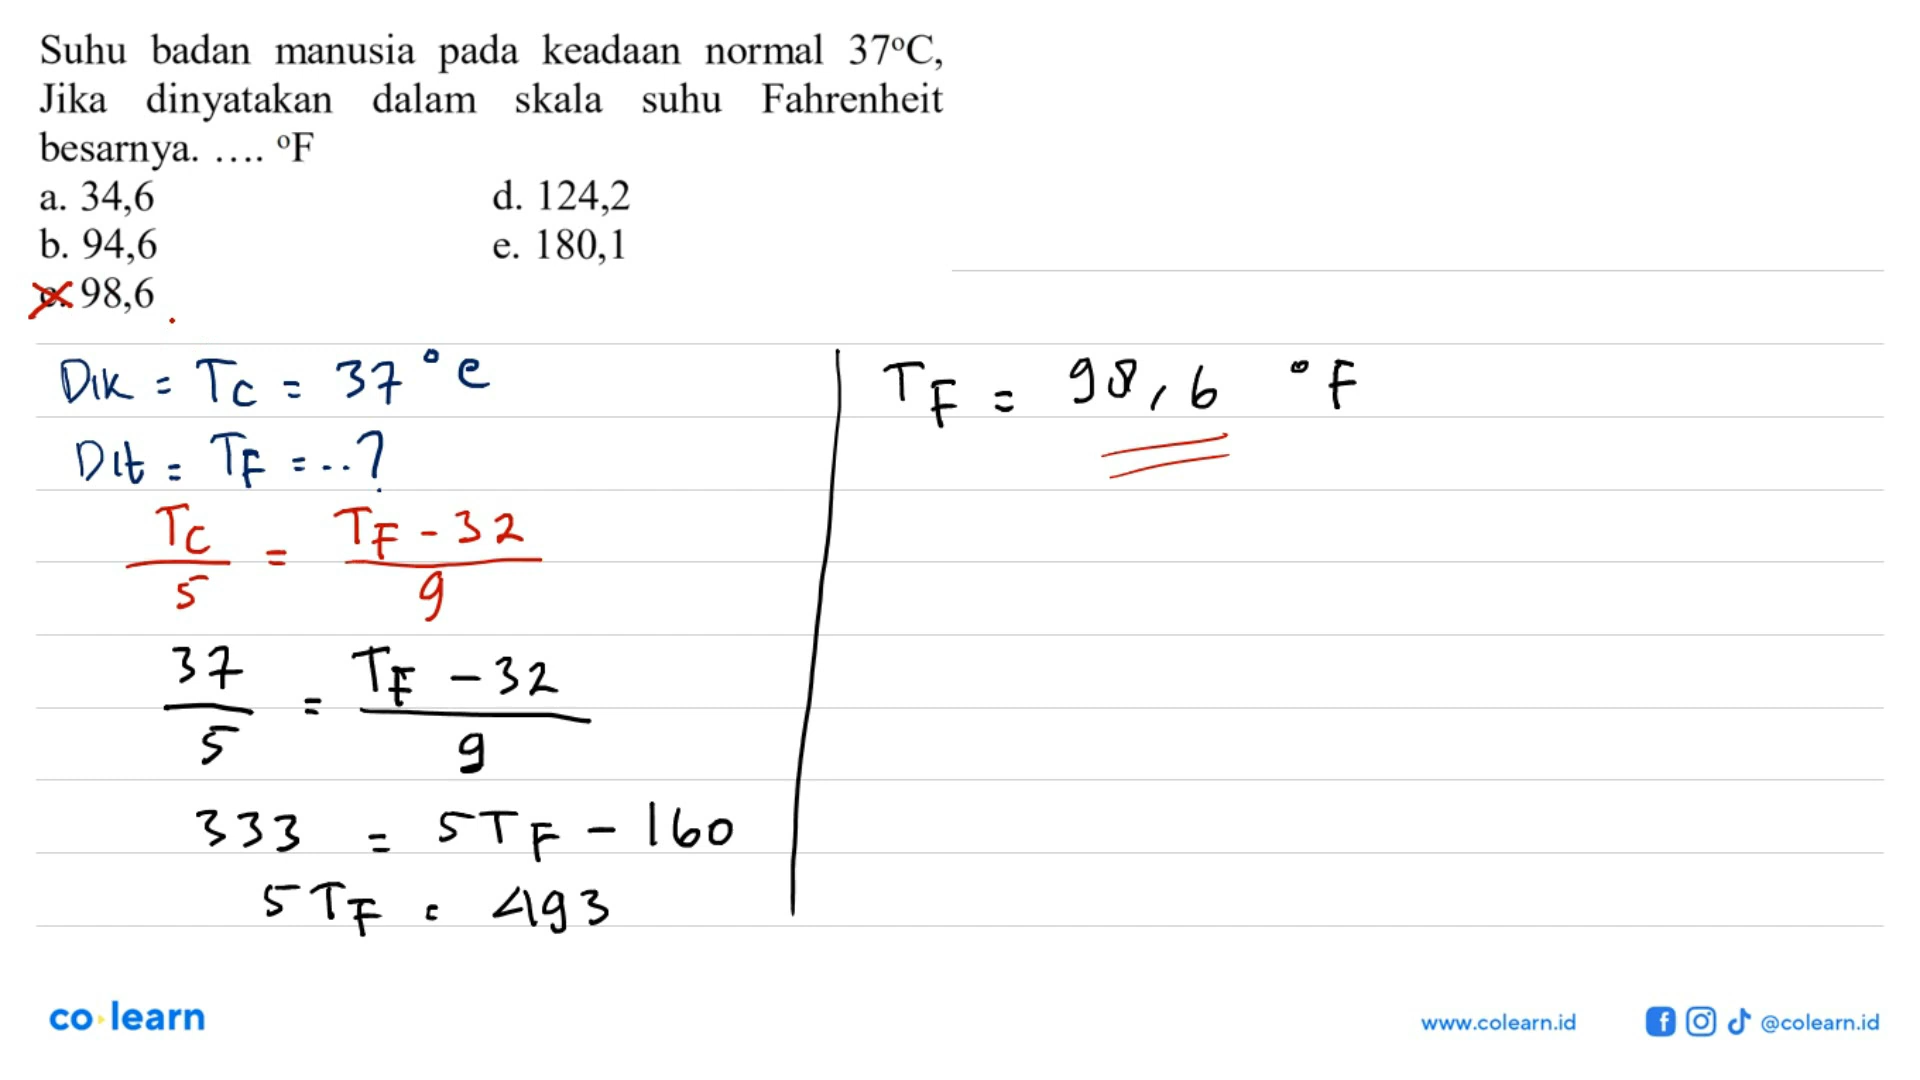 Suhu badan manusia pada keadaan normal 37°C,
Jika dinyatakan dalam skala suhu Fahrenheit
besarnya. .... °F
a. 34,6
b. 94,6
c. 98,6
d. 124,2
e. 180,1
Dik = Tc = 37°C
Dit = TF = ..?
Tc/5 = TF - 32/9
37/5 = TF - 32/9
333 = 5TF - 160
5TF = 493
TF = 98,6 °F
co learn
www.colearn.id
@colearn.id